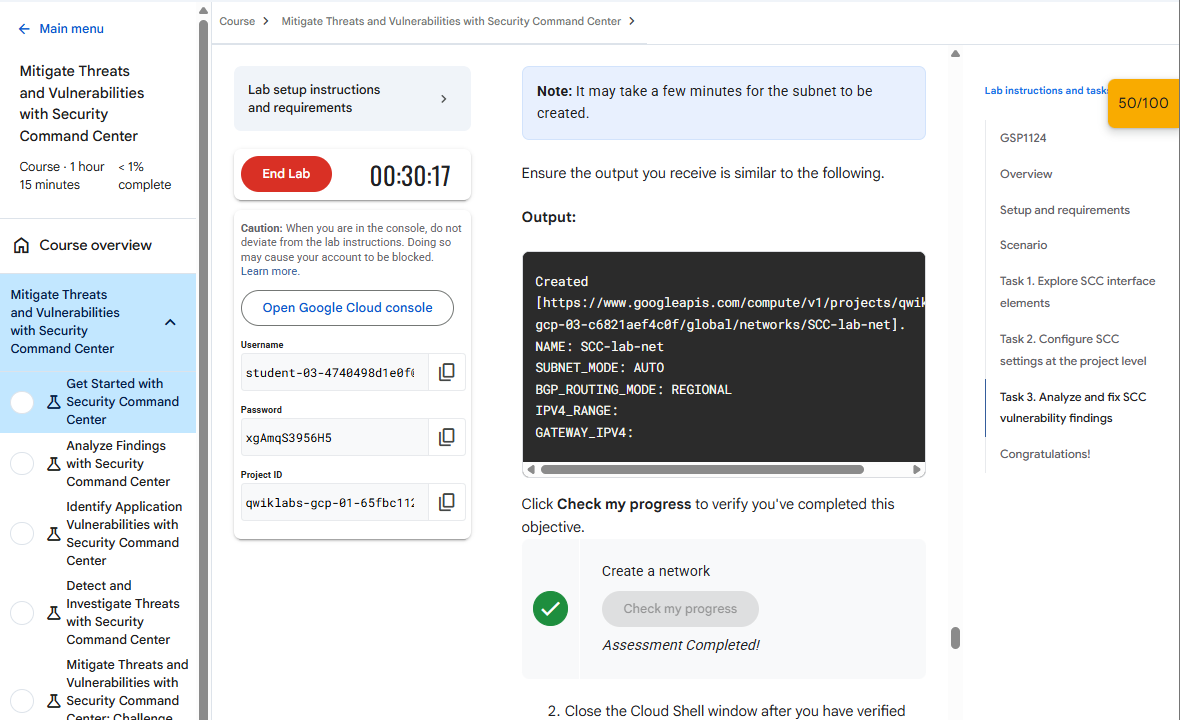 Main menu
Mitigate Threats
and Vulnerabilities
with Security
Command Center
Course · 1 hour
15 minutes
< 1%
complete
Course overview
Mitigate Threats
and Vulnerabilities
with Security
Command Center
Get Started with
Security Command
Center
Analyze Findings
with Security
Command Center
Identify Application
Vulnerabilities with
Security Command
Center
Detect and
Investigate Threats
with Security
Command Center
Mitigate Threats and
Vulnerabilities with
Security Command
Center: Challenge
Course
Mitigate Threats and Vulnerabilities with Security Command Center
Lab setup instructions
and requirements
End Lab
00:30:17
Caution: When you are in the console, do not
deviate from the lab instructions. Doing so
may cause your account to be blocked.
Learn more.
Open Google Cloud console
Username
student-03-4740498d1e0f
Password
xgAmqS3956H5
Project ID
qwiklabs-gcp-01-65fbc112
Note: It may take a few minutes for the subnet to be
created.
Ensure the output you receive is similar to the following.
Output:
Created
[https://www.googleapis.com/compute/v1/projects/qwik
gcp-03-c6821aef4c0f/global/networks/SCC-lab-net].
NAME: SCC-lab-net
SUBNET_MODE: AUTO
BGP_ROUTING_MODE: REGIONAL
IPV4_RANGE:
GATEWAY_IPV4:
Click Check my progress to verify you've completed this
objective.
Create a network
Check my progress
Assessment Completed!
2. Close the Cloud Shell window after you have verified
Lab instructions and tasks
50/100
GSP1124
Overview
Setup and requirements
Scenario
Task 1. Explore SCC interface
elements
Task 2. Configure SCC
settings at the project level
Task 3. Analyze and fix SCC
vulnerability findings
Congratulations!